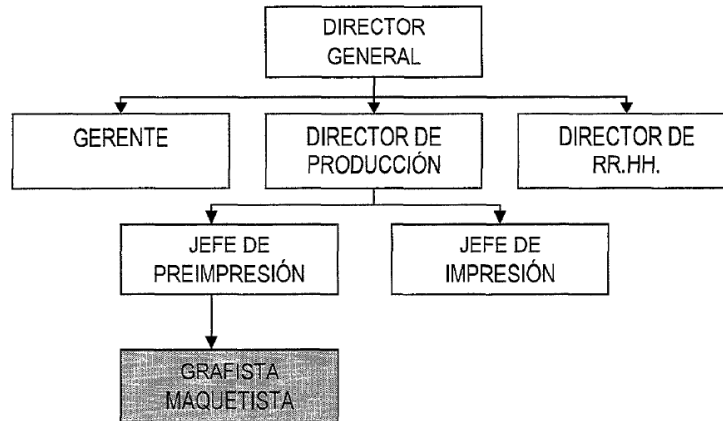 DIRECTOR
GENERAL
GERENTE
DIRECTOR DE
PRODUCCIÓN
DIRECTOR DE
RR.HH.
JEFE DE
PREIMPRESIÓN
JEFE DE
IMPRESIÓN
GRAFISTA
MAQUETISTA